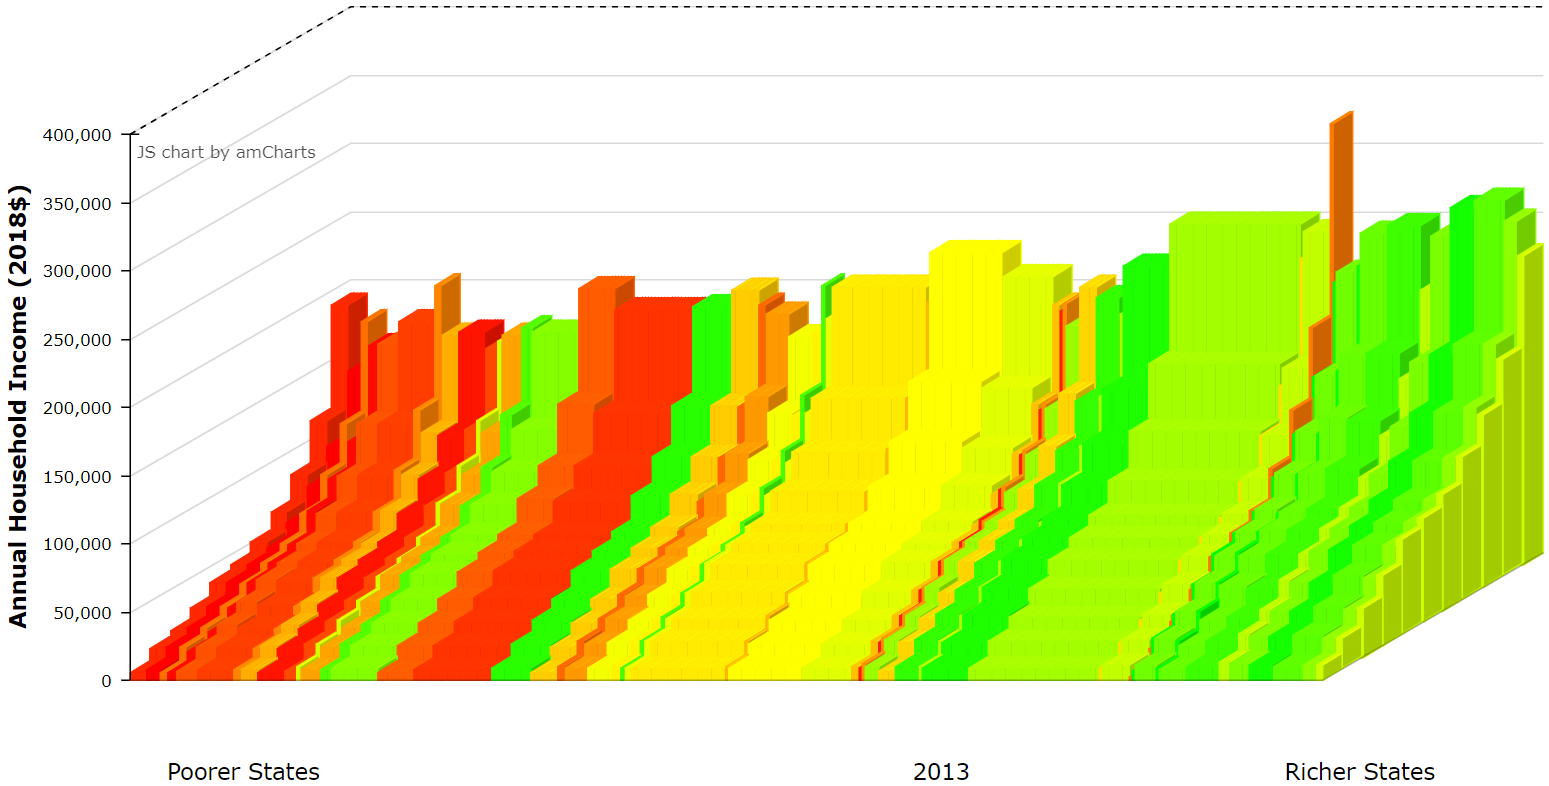 400,000
JS chart by amCharts
350,000
300,000
250,000
200,000
150,000
100,000
50,000
0
Annual Household Income (2018$)
Poorer States
2013
Richer States